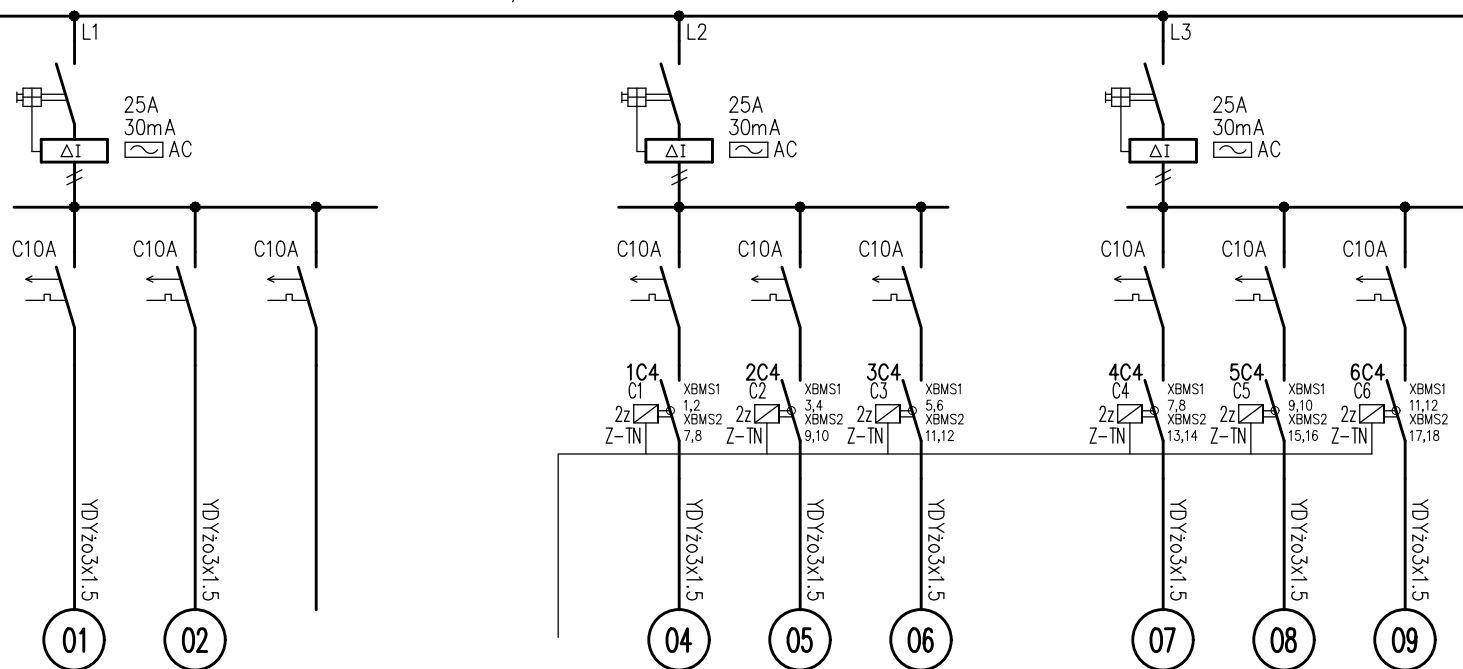 L1
L2
L3
25A
30mA
AC
ΔI
25A
30mA
AC
ΔI
25A
30mA
AC
ΔI
C10A
C10A
C10A
C10A
C10A
C10A
C10A
C10A
C10A
1C4
C1
2z
Z-TN
XBMS1
1,2
XBMS2
7,8
2C4
C2
2z
Z-TN
XBMS1
3,4
XBMS2
9,10
3C4
C3
2z
Z-TN
XBMS1
5,6
XBMS2
11,12
4C4
C4
2z
Z-TN
XBMS1
7,8
XBMS2
13,14
5C4
C5
2z
Z-TN
XBMS1
9,10
XBMS2
15,16
6C4
C6
2z
Z-TN
XBMS1
11,12
XBMS2
17,18
YDYżo3x1.5
YDYżo3x1.5
YDYżo3x1.5
YDYżo3x1.5
YDYżo3x1.5
YDYżo3x1.5
YDYżo3x1.5
YDYżo3x1.5
01
02
04
05
06
07
08
09